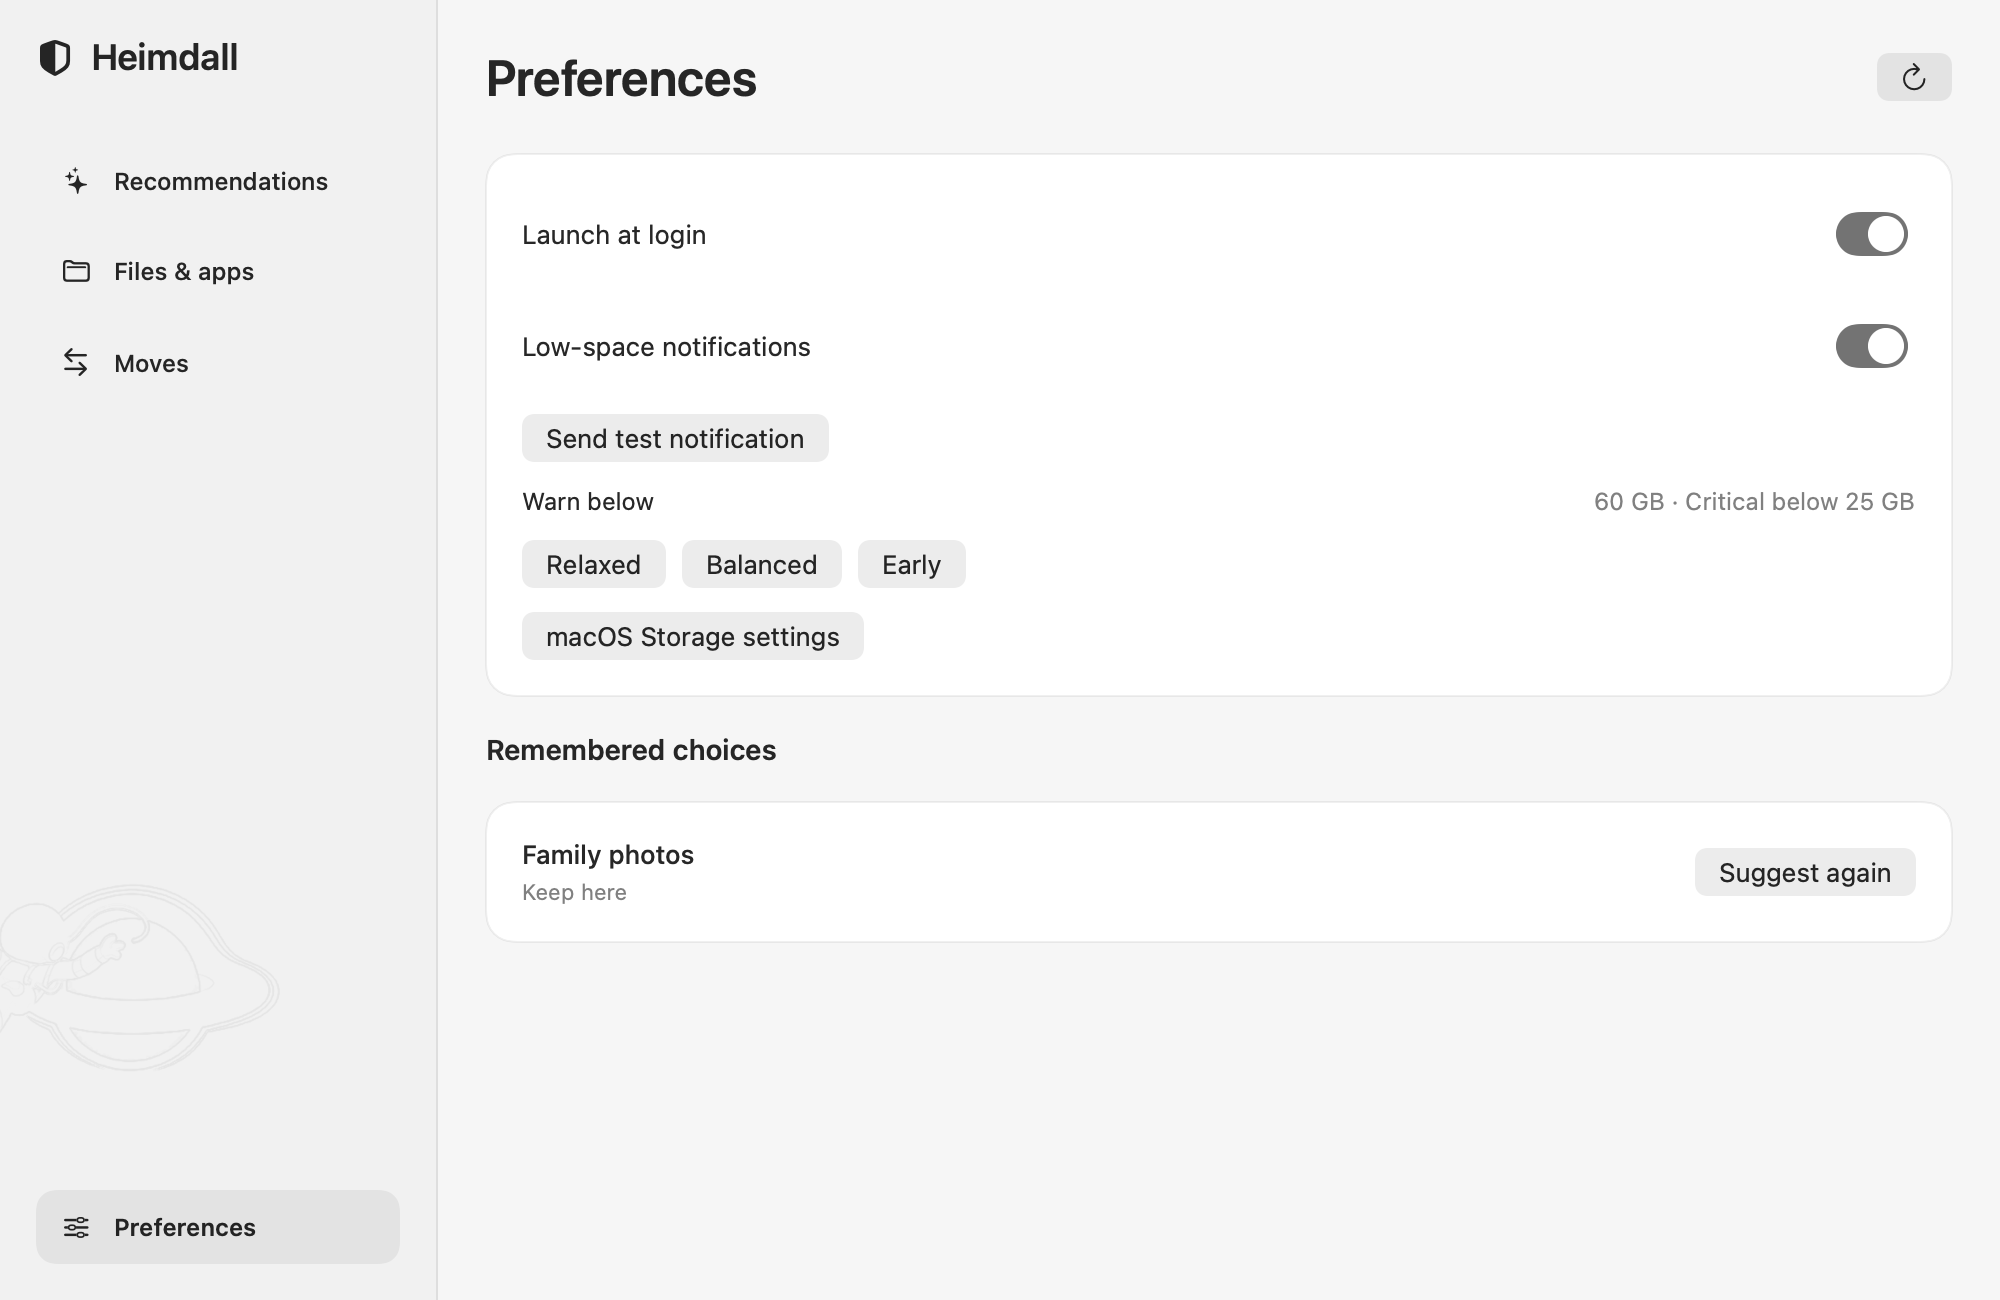 Heimdall
Recommendations
Files & apps
Moves
Preferences
Preferences
Launch at login
Low-space notifications
Send test notification
Warn below
60 GB · Critical below 25 GB
Relaxed
Balanced
Early
macOS Storage settings
Remembered choices
Family photos
Keep here
Suggest again